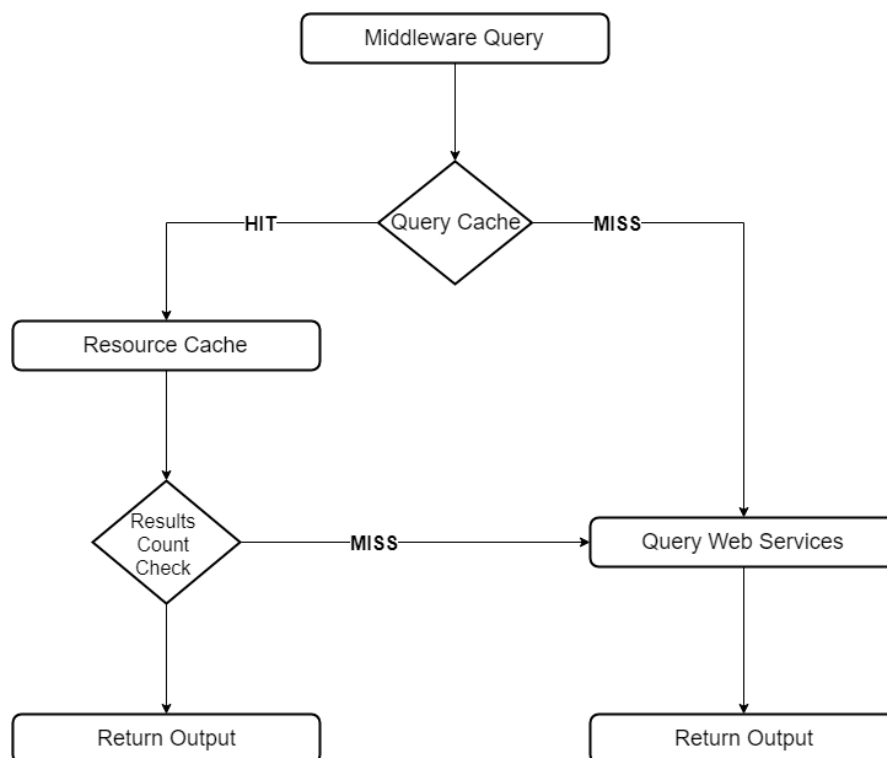 Middleware Query
Query Cache
HIT
MISS
Resource Cache
Results
Count
Check
MISS
Query Web Services
Return Output
Return Output